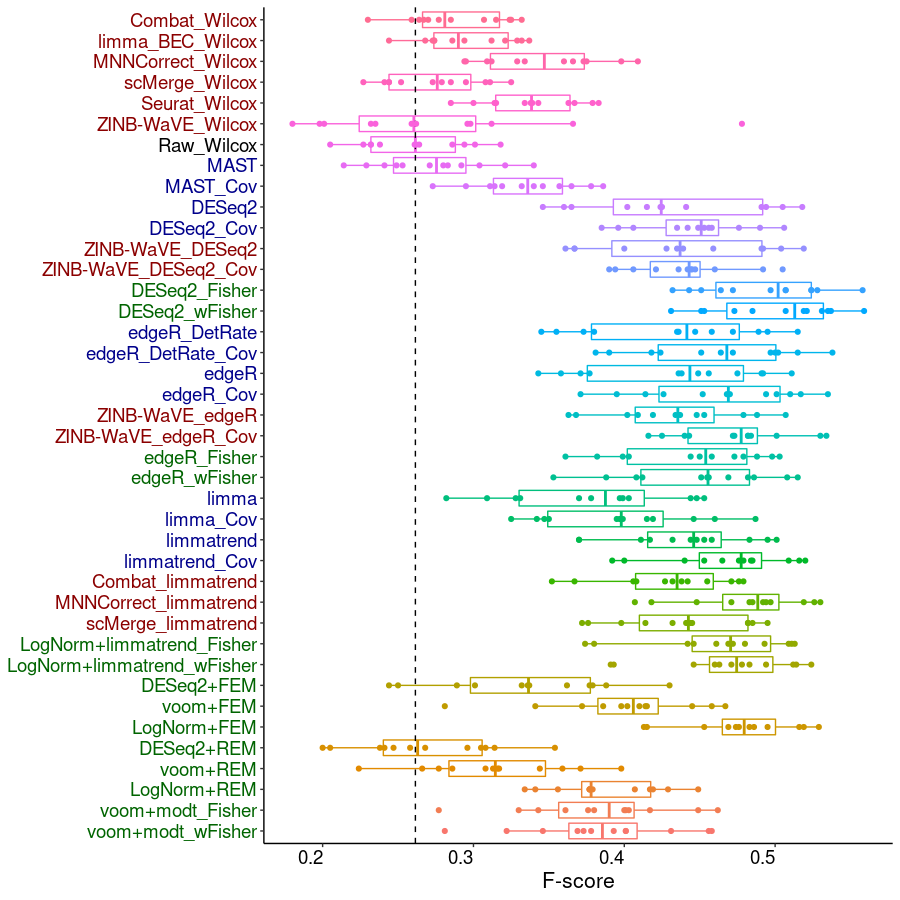 Combat_Wilcox
limma_BEC_Wilcox
MNNCorrect_Wilcox
scMerge_Wilcox
Seurat_Wilcox
ZINB-WaVE_Wilcox
Raw_Wilcox
MAST
MAST_Cov
DESeq2
DESeq2_Cov
ZINB-WaVE_DESeq2
ZINB-WaVE_DESeq2_Cov
DESeq2_Fisher
DESeq2_wFisher
edgeR_DetRate
edgeR_DetRate_Cov
edgeR
edgeR_Cov
ZINB-WaVE_edgeR
ZINB-WaVE_edgeR_Cov
edgeR_Fisher
edgeR_wFisher
limma
limma_Cov
limmatrend
limmatrend_Cov
Combat_limmatrend
MNNCorrect_limmatrend
scMerge_limmatrend
LogNorm+limmatrend_Fisher
LogNorm+limmatrend_wFisher
DESeq2+FEM
voom+FEM
LogNorm+FEM
DESeq2+REM
voom+REM
LogNorm+REM
voom+modt_Fisher
voom+modt_wFisher
0.2 0.3 0.4 0.5
F-score